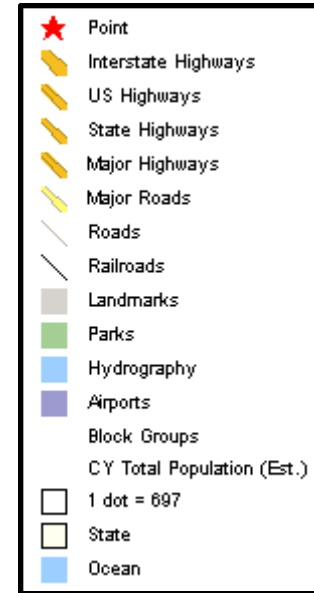 Point
Interstate Highways
US Highways
State Highways
Major Highways
Major Roads
Roads
Railroads
Landmarks
Parks
Hydrography
Airports
Block Groups
CY Total Population (Est.)
1 dot = 697
State
Ocean